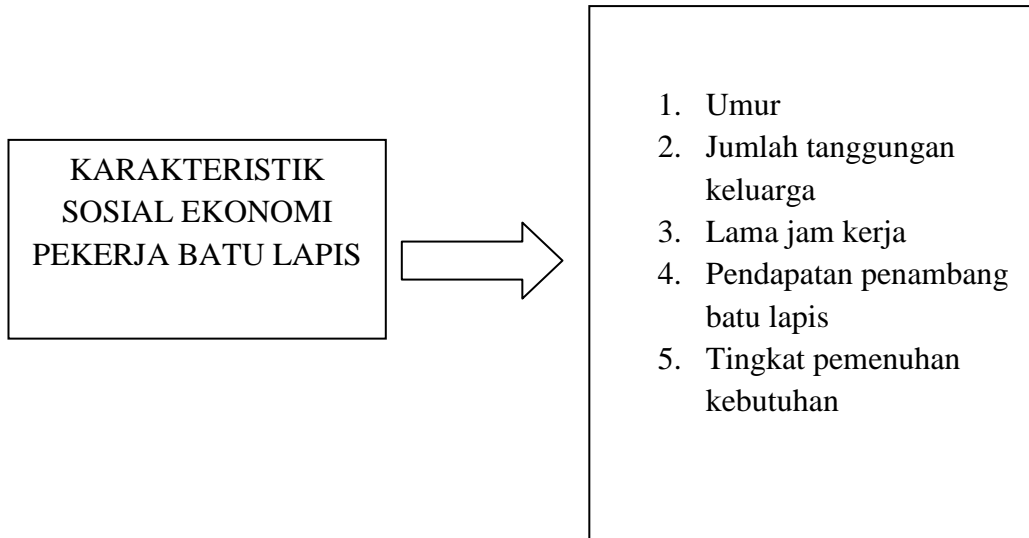 KARAKTERISTIK
SOSIAL EKONOMI
PEKERJA BATU LAPIS
1. Umur
2. Jumlah tanggungan
keluarga
3. Lama jam kerja
4. Pendapatan penambang
batu lapis
5. Tingkat pemenuhan
kebutuhan